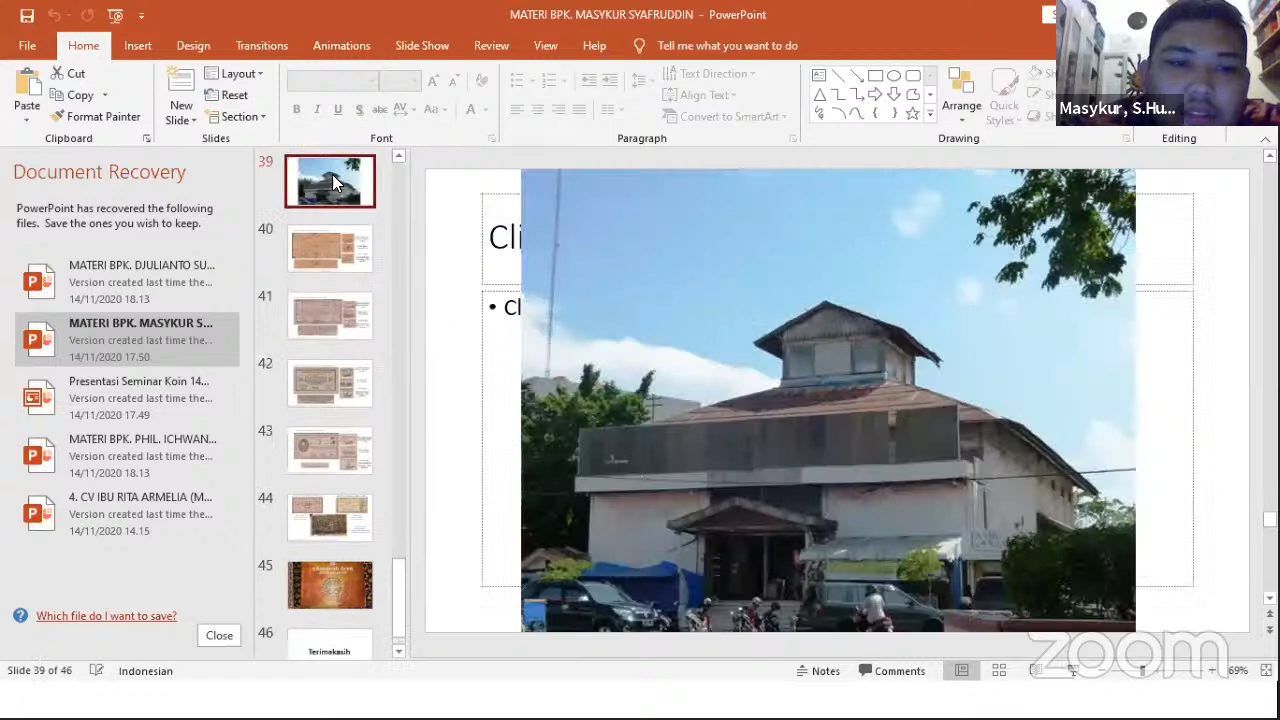 MATERI BPK. MASYKUR SYAFRUDDIN - PowerPoint
File Home Insert Design Transitions Animations Slide Show Review View Help Tell me what you want to do
Paste
Cut
Copy
Format Painter
Clipboard
New
Slide
Layout
Reset
Section
Slides
Font
Text Direction
Align Text
Convert to SmartArt
Paragraph
Arrange
Quick
Styles
Drawing
Editing
Masykur, S.Hu...
Document Recovery
PowerPoint has recovered the following
files. Save the ones you wish to keep.
MATERI BPK. DJULIANTO SU...
Version created last time the...
14/11/2020 18.13
MATERI BPK. MASYKUR S...
Version created last time the...
14/11/2020 17.50
Presentasi Seminar Koin 14...
Version created last time the...
14/11/2020 17.49
MATERI BPK. PHIL. ICHWAN...
Version created last time the...
14/11/2020 18.13
4. CV IBU RITA ARMELIA (M...
Version created last time the...
14/11/2020 14.15
Which file do I want to save?
Close
39
40
41
42
43
44
45
46
Terimakasih
Cli
• Cl
zoom
Slide 39 of 46 Indonesian Notes Comments 69%